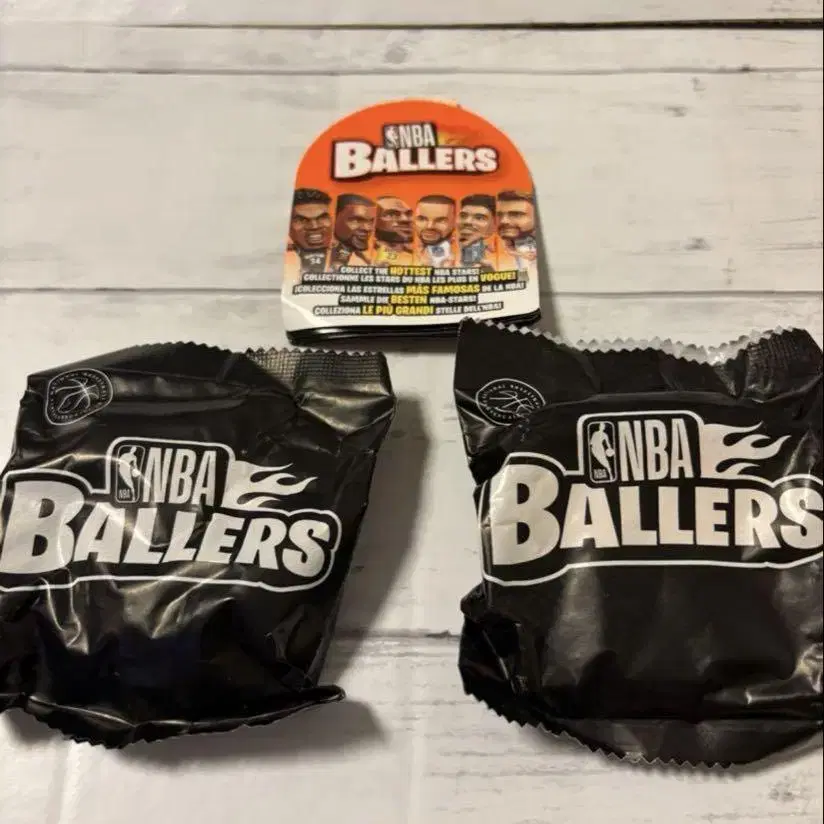 NBA
BALLERS
34
COLLECT THE HOTTEST NBA STARS!
COLLECTIONNE LES STARS DU NBA LES PLUS EN VOGUE!
¡COLECCIONA LAS ESTRELLAS MÁS FAMOSAS DE LA NBA!
SAMMLE DIE BESTEN NBA-STARS!
COLLEZIONA LE PIÙ GRANDI STELLE DELL'NBA!
NBA
NBA
BALLERS
NBA
NBA
BALLERS